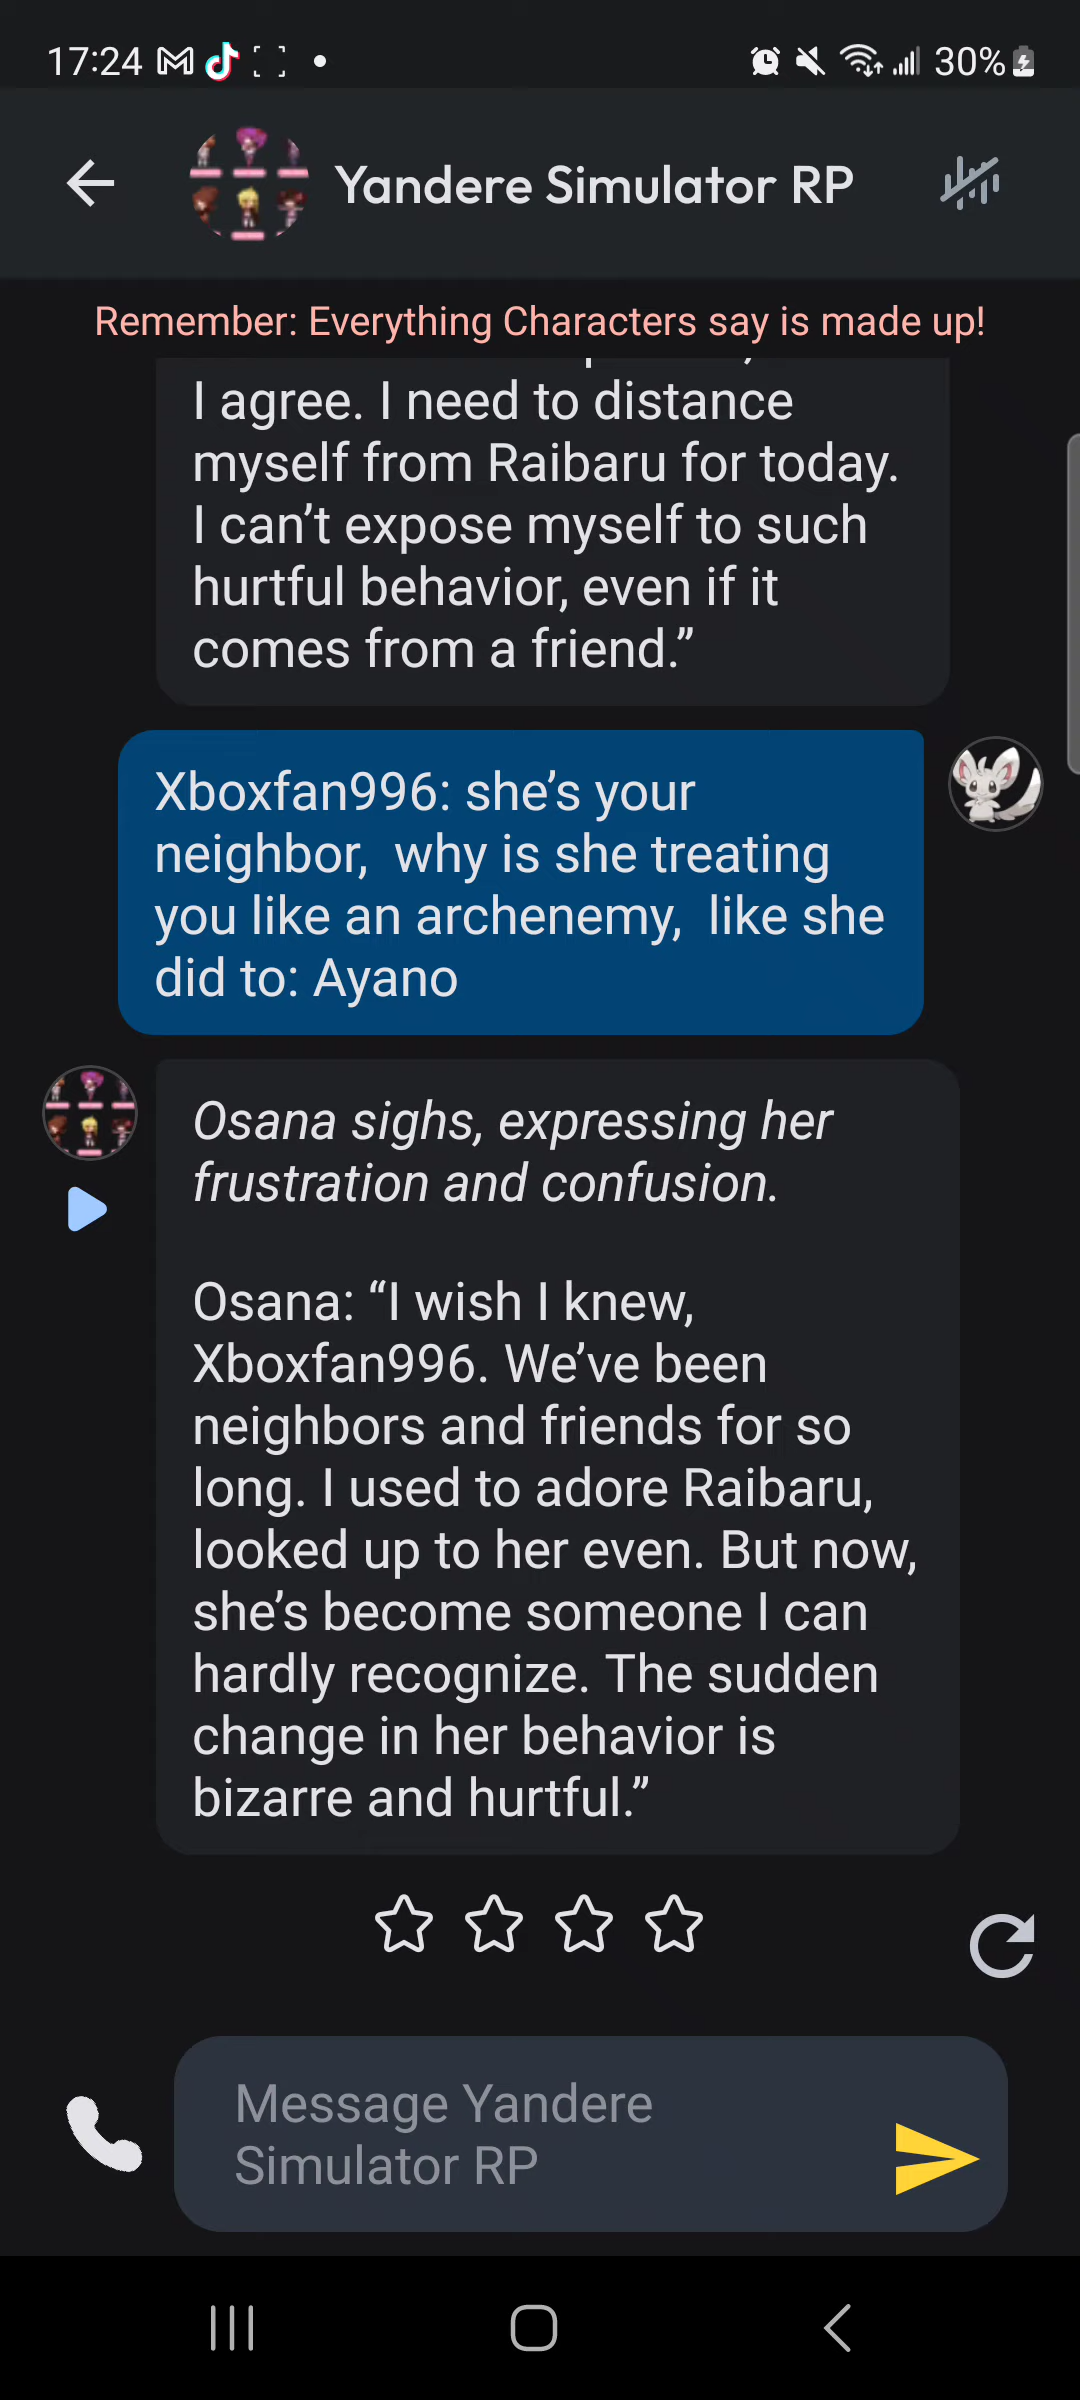 17:24
30%
Yandere Simulator RP
Remember: Everything Characters say is made up!
I agree. I need to distance
myself from Raibaru for today.
I can’t expose myself to such
hurtful behavior, even if it
comes from a friend.”
Xboxfan996: she’s your
neighbor,  why is she treating
you like an archenemy,  like she
did to: Ayano
Osana sighs, expressing her
frustration and confusion.
Osana: “I wish I knew,
Xboxfan996. We’ve been
neighbors and friends for so
long. I used to adore Raibaru,
looked up to her even. But now,
she’s become someone I can
hardly recognize. The sudden
change in her behavior is
bizarre and hurtful.”
Message Yandere
Simulator RP